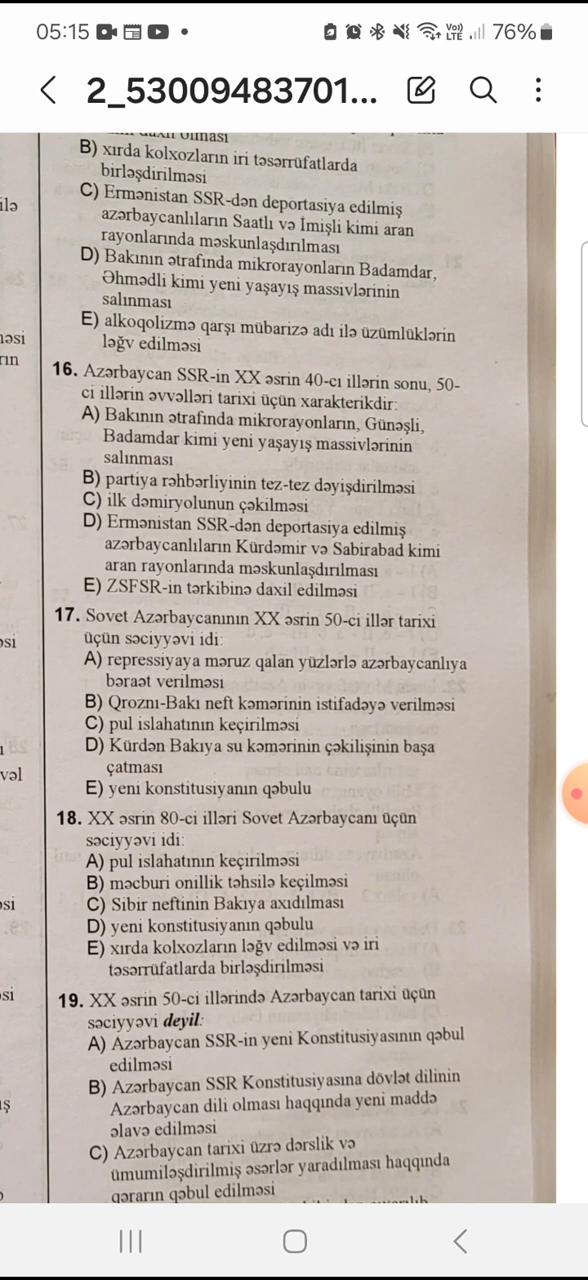 05:15
Vo))
LTE
76%
2_53009483701...
olması
B) xırda kolxozların iri təsərrüfatlarda
birləşdirilməsi
C) Ermənistan SSR-dən deportasiya edilmiş
azərbaycanlıların Saatlı və İmişli kimi aran
rayonlarında məskunlaşdırılması
D) Bakının ətrafında mikrorayonların Badamdar,
Əhmədli kimi yeni yaşayış massivlərinin
salınması
E) alkoqolizmə qarşı mübarizə adı ilə üzümlüklərin
ləğv edilməsi
16. Azərbaycan SSR-in XX əsrin 40-cı illərin sonu, 50-
ci illərin əvvəlləri tarixi üçün xarakterikdir:
A) Bakının ətrafında mikrorayonların, Günəşli,
Badamdar kimi yeni yaşayış massivlərinin
salınması
B) partiya rəhbərliyinin tez-tez dəyişdirilməsi
C) ilk dəmiryolunun çəkilməsi
D) Ermənistan SSR-dən deportasiya edilmiş
azərbaycanlıların Kürdəmir və Sabirabad kimi
aran rayonlarında məskunlaşdırılması
E) ZSFSR-in tərkibinə daxil edilməsi
17. Sovet Azərbaycanının XX əsrin 50-ci illər tarixi
üçün səciyyəvi idi:
A) repressiyaya məruz qalan yüzlərlə azərbaycanlıya
bəraət verilməsi
B) Qroznı-Bakı neft kəmərinin istifadəyə verilməsi
C) pul islahatının keçirilməsi
D) Kürdən Bakıya su kəmərinin çəkilişinin başa
çatması
E) yeni konstitusiyanın qəbulu
18. XX əsrin 80-ci illəri Sovet Azərbaycanı üçün
səciyyəvi idi:
A) pul islahatının keçirilməsi
B) məcburi onillik təhsilə keçilməsi
C) Sibir neftinin Bakıya axıdılması
D) yeni konstitusiyanın qəbulu
E) xırda kolxozların ləğv edilməsi və iri
təsərrüfatlarda birləşdirilməsi
19. XX əsrin 50-ci illərində Azərbaycan tarixi üçün
səciyyəvi deyil:
A) Azərbaycan SSR-in yeni Konstitusiyasının qəbul
edilməsi
B) Azərbaycan SSR Konstitusiyasına dövlət dilinin
Azərbaycan dili olması haqqında yeni maddə
əlavə edilməsi
C) Azərbaycan tarixi üzrə dərslik və
ümumiləşdirilmiş əsərlər yaradılması haqqında
qərarın qəbul edilməsi